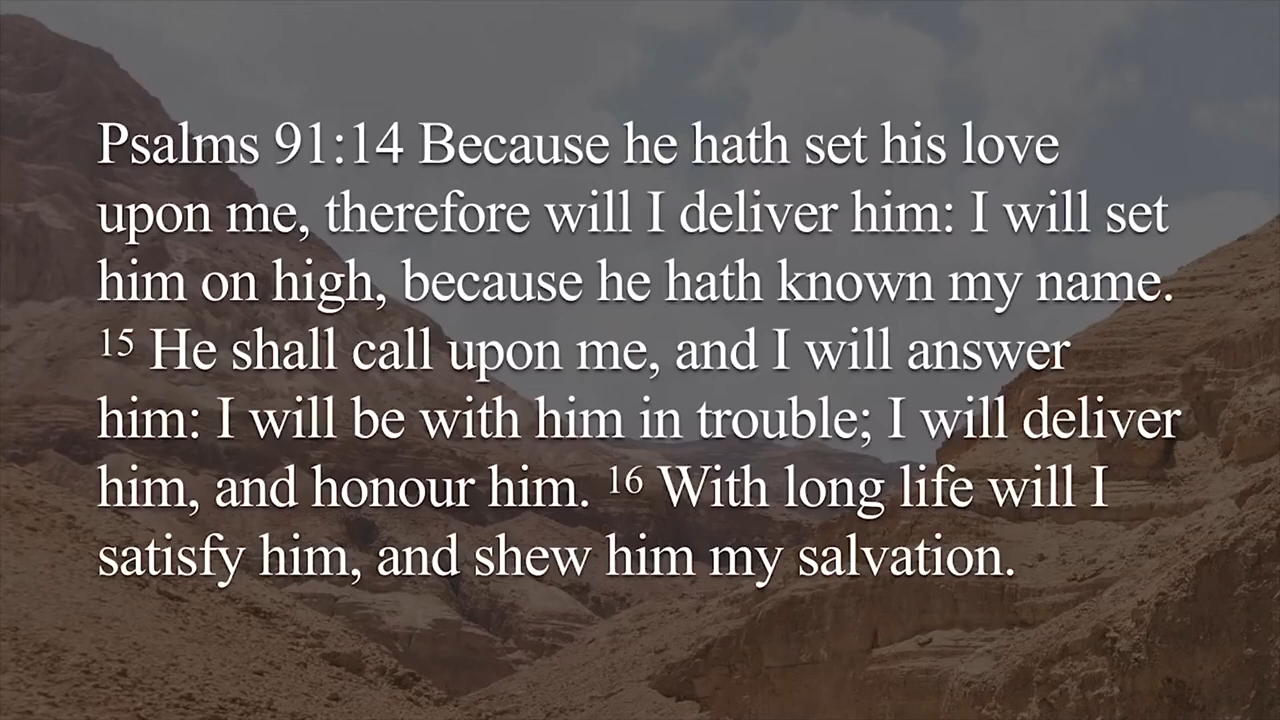 Psalms 91:14 Because he hath set his love
upon me, therefore will I deliver him: I will set
him on high, because he hath known my name.
15 He shall call upon me, and I will answer
him: I will be with him in trouble; I will deliver
him, and honour him. 16 With long life will I
satisfy him, and shew him my salvation.